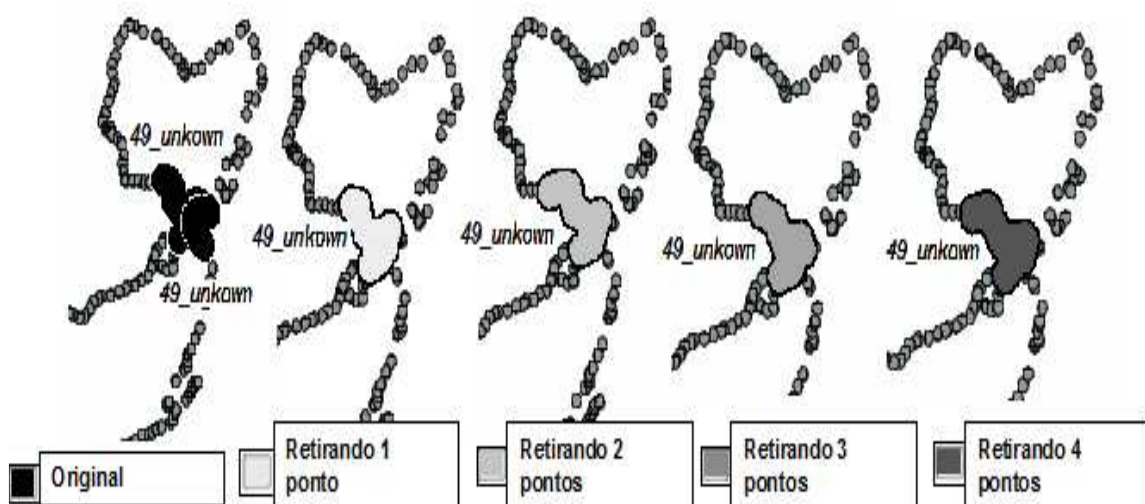 49_unkown
49_unkown
49_unkown
49_unkown
49_unkown
49_unkown
Original
Retirando 1
ponto
Retirando 2
pontos
Retirando 3
pontos
Retirando 4
pontos